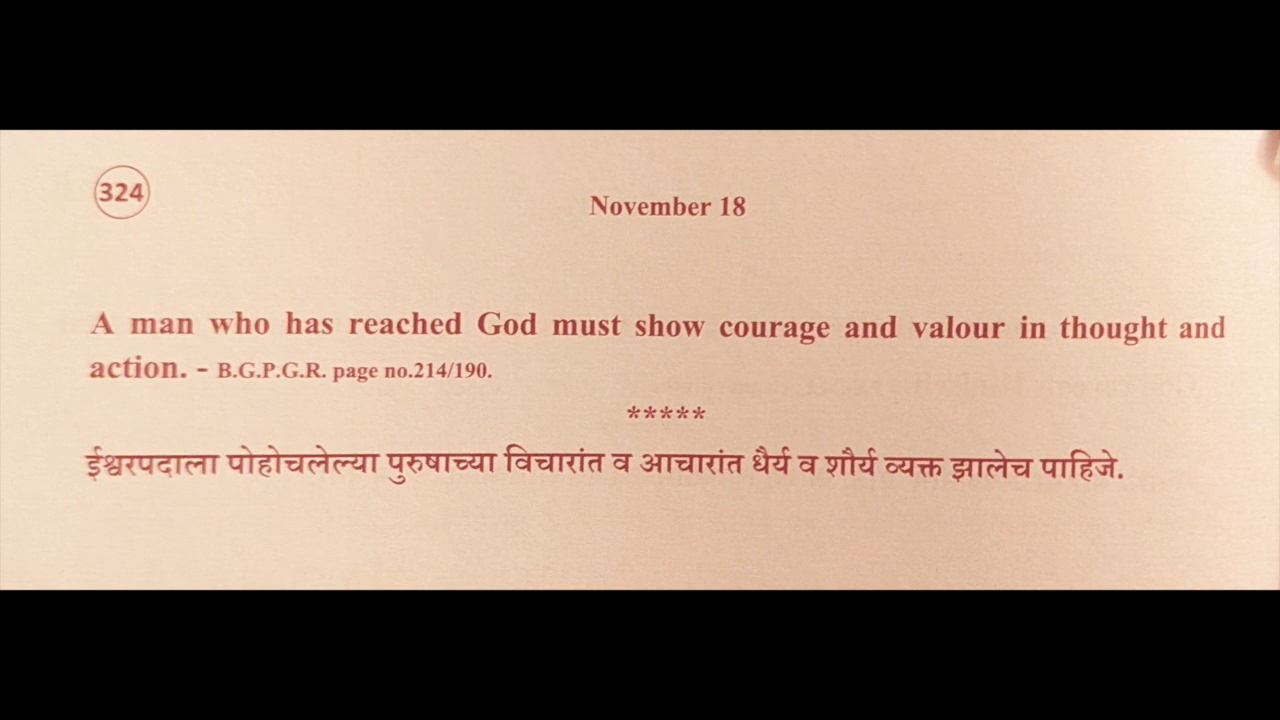 324
November 18
A man who has reached God must show courage and valour in thought and
action. - B.G.P.G.R. page no.214/190.
*****
ईश्वरपदाला पोहोचलेल्या पुरुषाच्या विचारांत व आचारांत धैर्य व शौर्य व्यक्त झालेच पाहिजे.